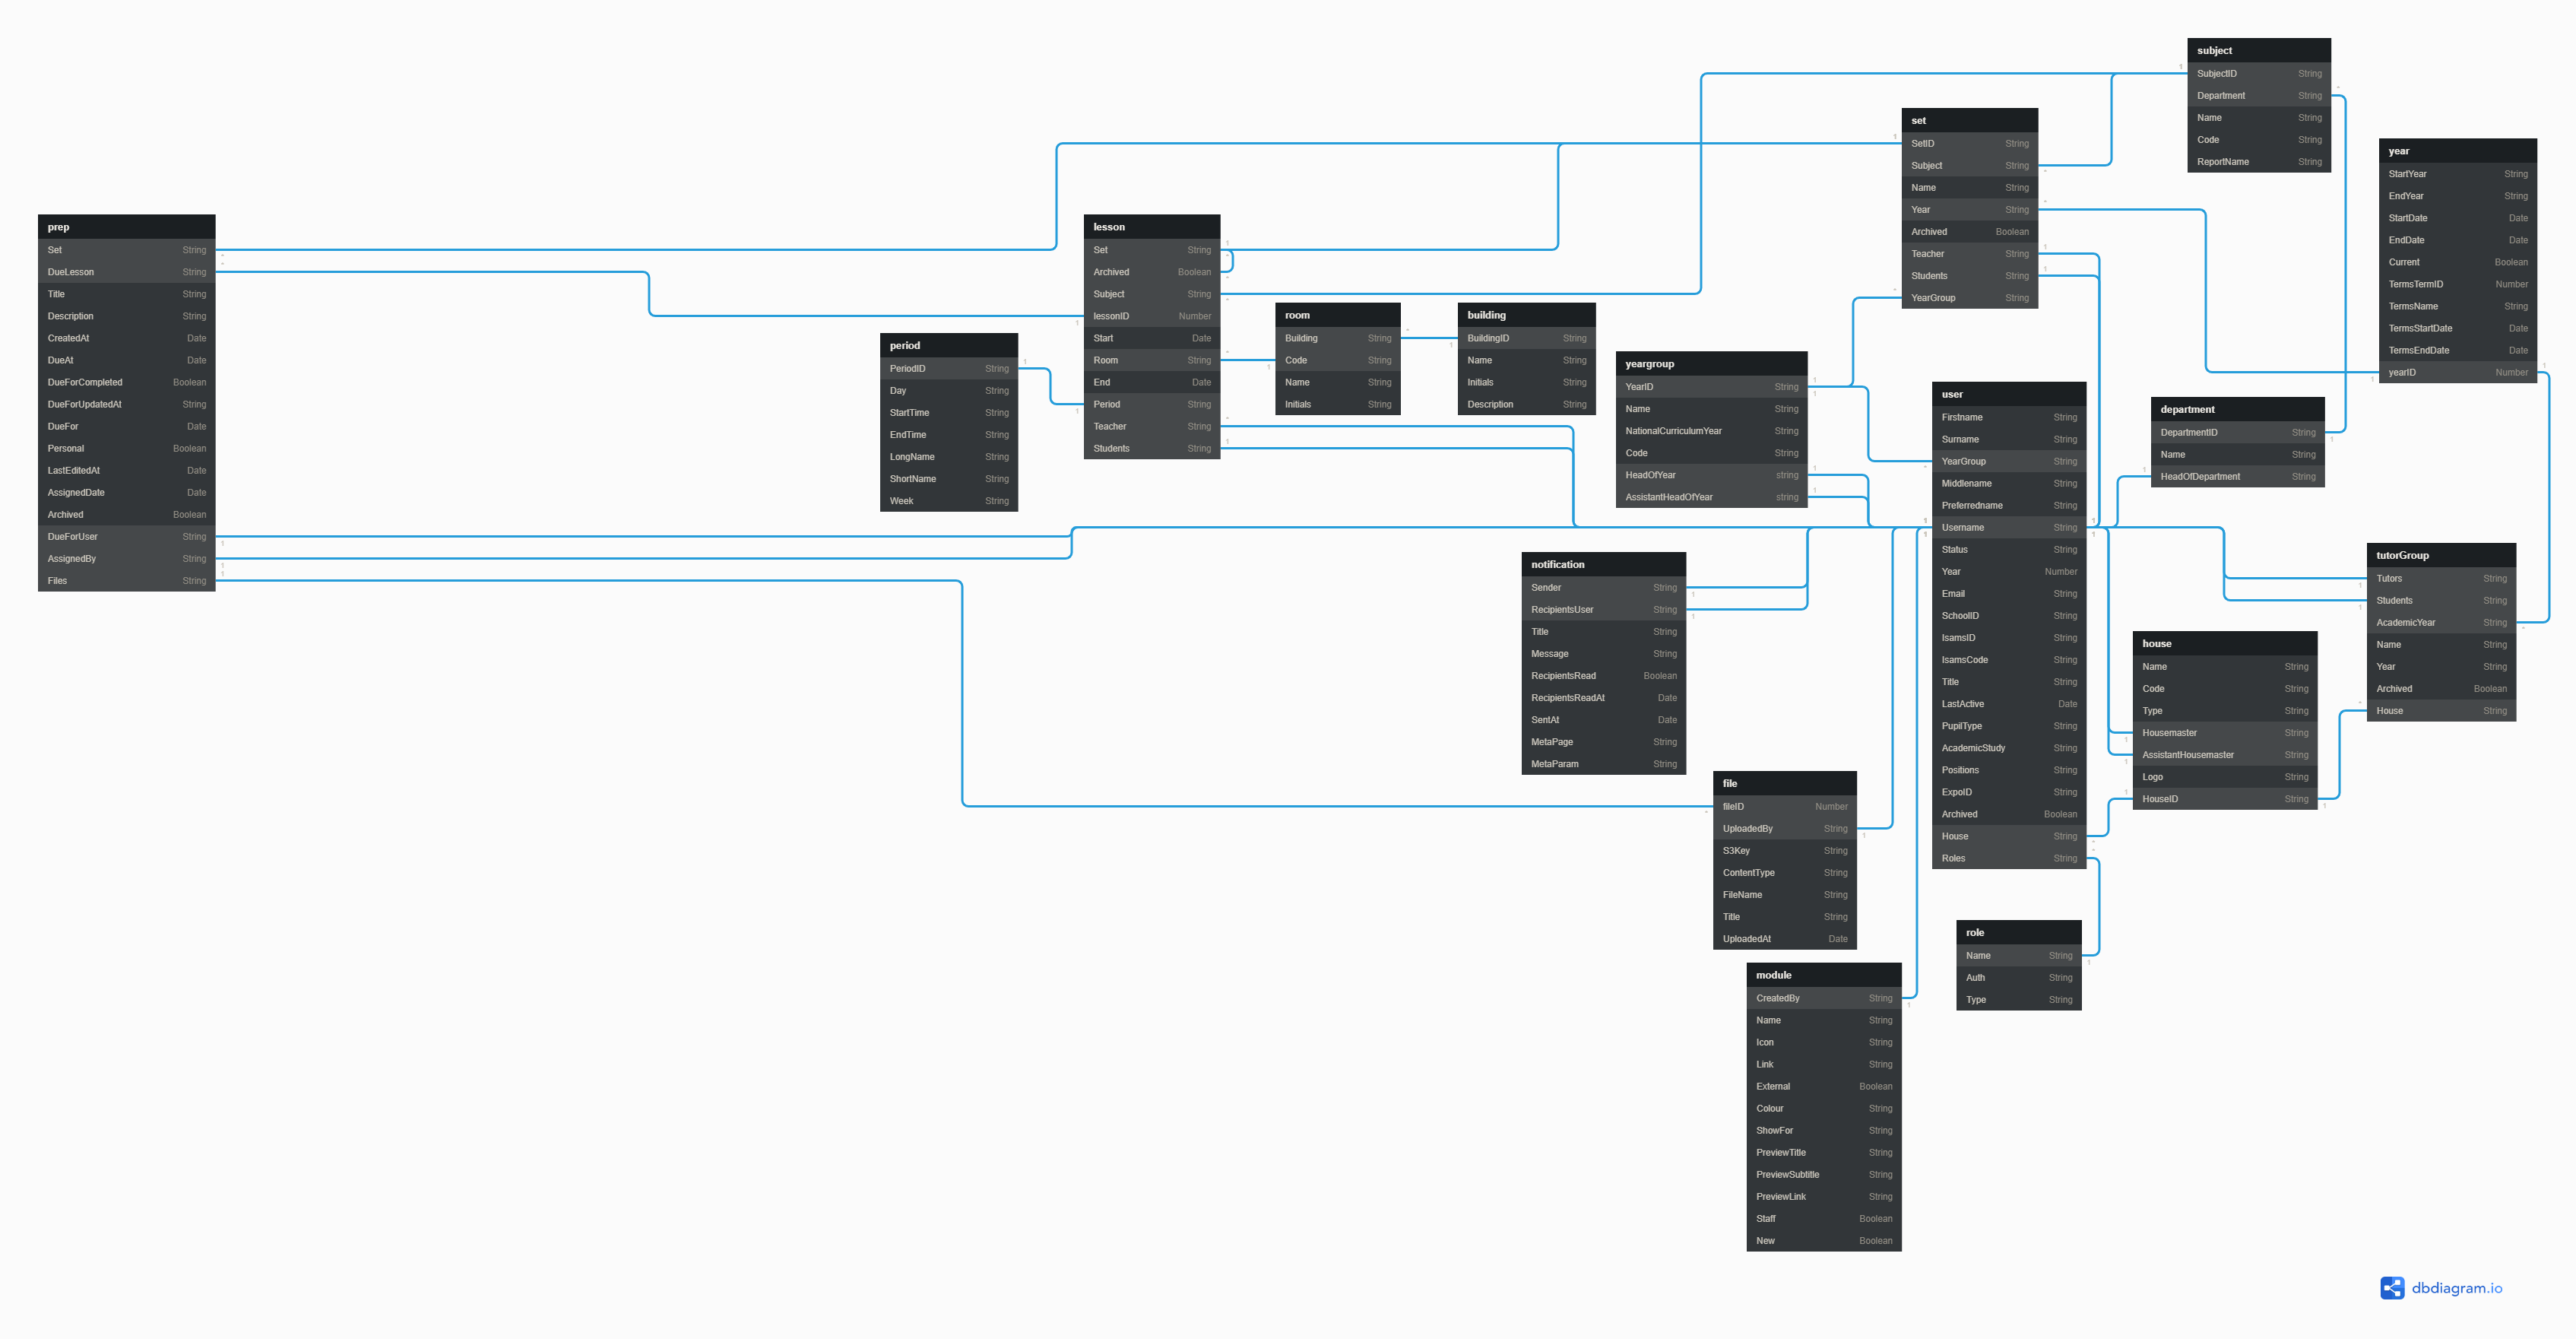 subject
SubjectID String
Department String
Name String
Code String
ReportName String
set
SetID String
Subject String
Name String
Year String
Archived Boolean
Teacher String
Students String
YearGroup String
year
StartYear String
EndYear String
StartDate Date
EndDate Date
Current Boolean
TermsTermID Number
TermsName String
TermsStartDate Date
TermsEndDate Date
yearID Number
prep
Set String
DueLesson String
Title String
Description String
CreatedAt Date
DueAt Date
DueForCompleted Boolean
DueForUpdatedAt String
DueFor Date
Personal Boolean
LastEditedAt Date
AssignedDate Date
Archived Boolean
DueForUser String
AssignedBy String
Files String
lesson
Set String
Archived Boolean
Subject String
lessonID Number
Start Date
Room String
End Date
Period String
Teacher String
Students String
room
Building String
Code String
Name String
Initials String
building
BuildingID String
Name String
Initials String
Description String
period
PeriodID String
Day String
StartTime String
EndTime String
LongName String
ShortName String
Week String
yeargroup
YearID String
Name String
NationalCurriculumYear String
Code String
HeadOfYear string
AssistantHeadOfYear string
user
Firstname String
Surname String
YearGroup String
Middlename String
Preferredname String
Username String
Status String
Year Number
Email String
SchoolID String
IsamsID String
IsamsCode String
Title String
LastActive Date
PupilType String
AcademicStudy String
Positions String
ExpoID String
Archived Boolean
House String
Roles String
department
DepartmentID String
Name String
HeadOfDepartment String
tutorGroup
Tutors String
Students String
AcademicYear String
Name String
Year String
Archived Boolean
House String
notification
Sender String
RecipientsUser String
Title String
Message String
RecipientsRead Boolean
RecipientsReadAt Date
SentAt Date
MetaPage String
MetaParam String
house
Name String
Code String
Type String
Housemaster String
AssistantHousemaster String
Logo String
HouseID String
file
fileID Number
UploadedBy String
S3Key String
ContentType String
FileName String
Title String
UploadedAt Date
role
Name String
Auth String
Type String
module
CreatedBy String
Name String
Icon String
Link String
External Boolean
Colour String
ShowFor String
PreviewTitle String
PreviewSubtitle String
PreviewLink String
Staff Boolean
New Boolean
dbdiagram.io